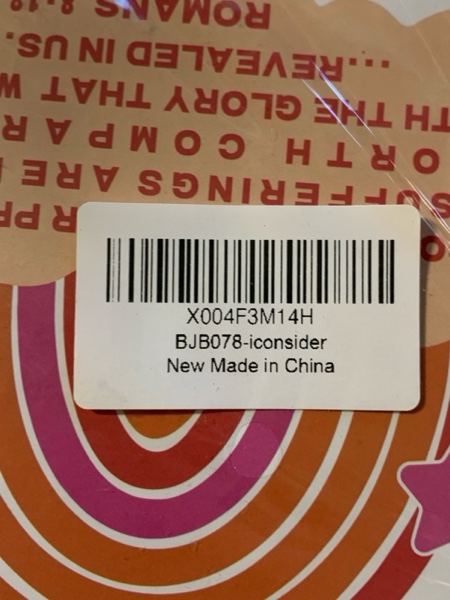 X004F3M14H
BJB078-iconsider
New Made in China
SUFFERINGS ARE
ORTH COMPAR
TH THE GLORY THAT W
...REVEALED IN US.
ROMANS 8:18